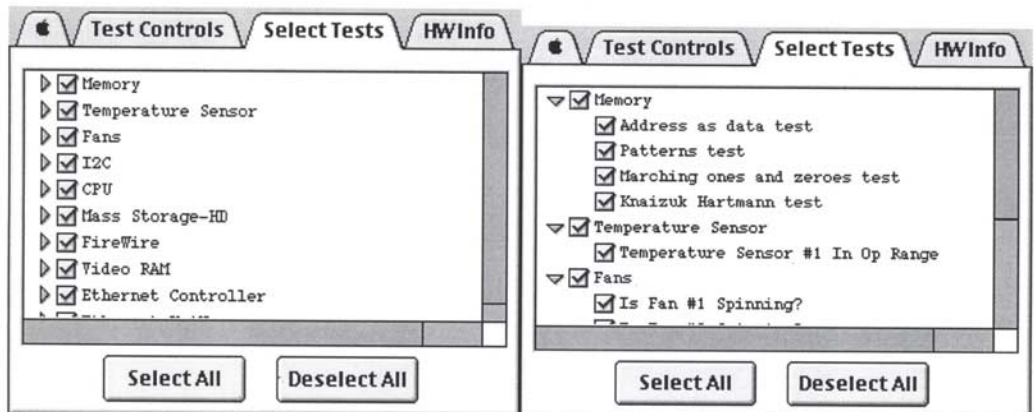 Test Controls Select Tests HWInfo
Memory
Temperature Sensor
Fans
I2C
CPU
Mass Storage-HD
FireWire
Video RAM
Ethernet Controller
Select All Deselect All
Test Controls Select Tests HWInfo
Memory
Address as data test
Patterns test
Marching ones and zeroes test
Knaizuk Hartmann test
Temperature Sensor
Temperature Sensor #1 In Op Range
Fans
Is Fan #1 Spinning?
Select All Deselect All